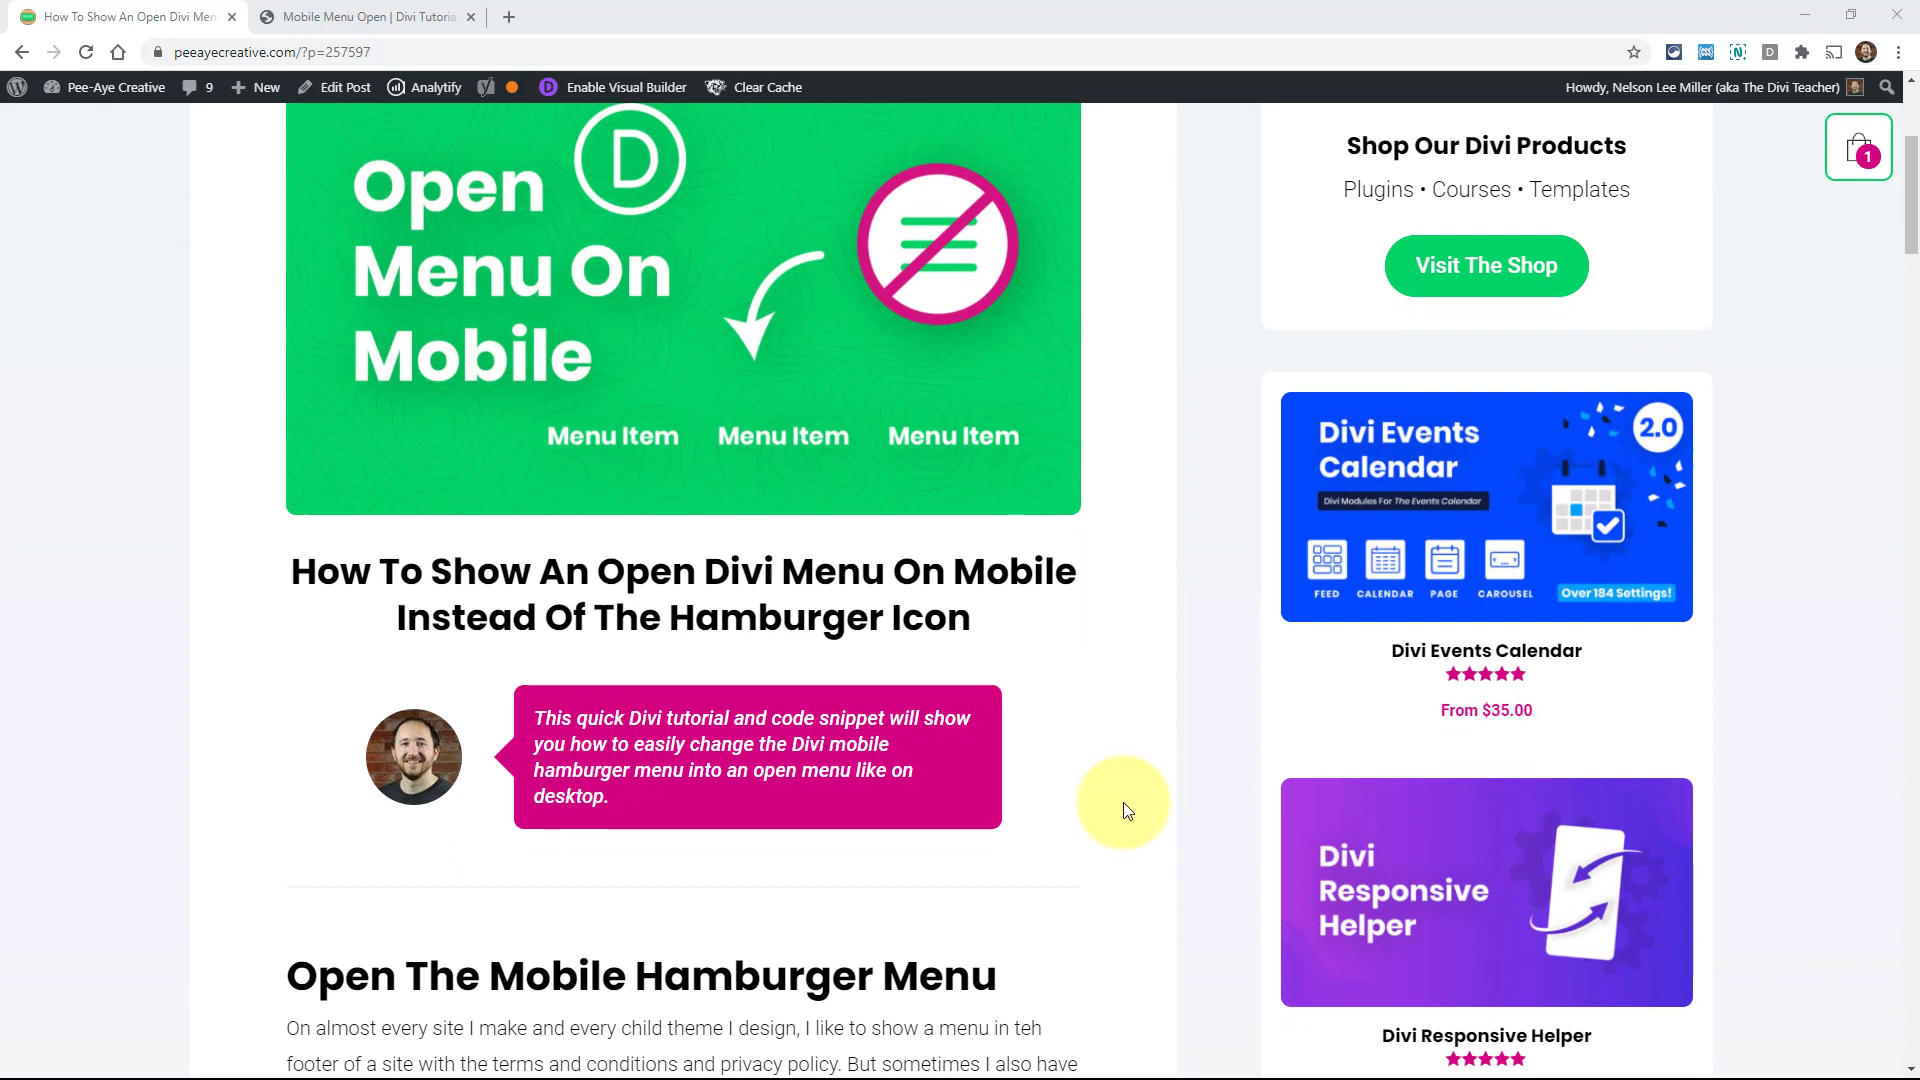 How To Show An Open Divi Men
Mobile Menu Open | Divi Tutoria
peeayecreative.com/?p=257597
Pee-Aye Creative
9
New
Edit Post
Analytify
Enable Visual Builder
Clear Cache
Howdy, Nelson Lee Miller (aka The Divi Teacher)
1
Open D
Menu On
Mobile
Menu Item Menu Item Menu Item
How To Show An Open Divi Menu On Mobile
Instead Of The Hamburger Icon
This quick Divi tutorial and code snippet will show
you how to easily change the Divi mobile
hamburger menu into an open menu like on
desktop.
Open The Mobile Hamburger Menu
On almost every site I make and every child theme I design, I like to show a menu in teh
footer of a site with the terms and conditions and privacy policy. But sometimes I also have
Shop Our Divi Products
Plugins • Courses • Templates
Visit The Shop
Divi Events
Calendar
2.0
Divi Modules For The Events Calendar
FEED CALENDAR PAGE CAROUSEL
Over 184 Settings!
Divi Events Calendar
From $35.00
Divi
Responsive
Helper
Divi Responsive Helper